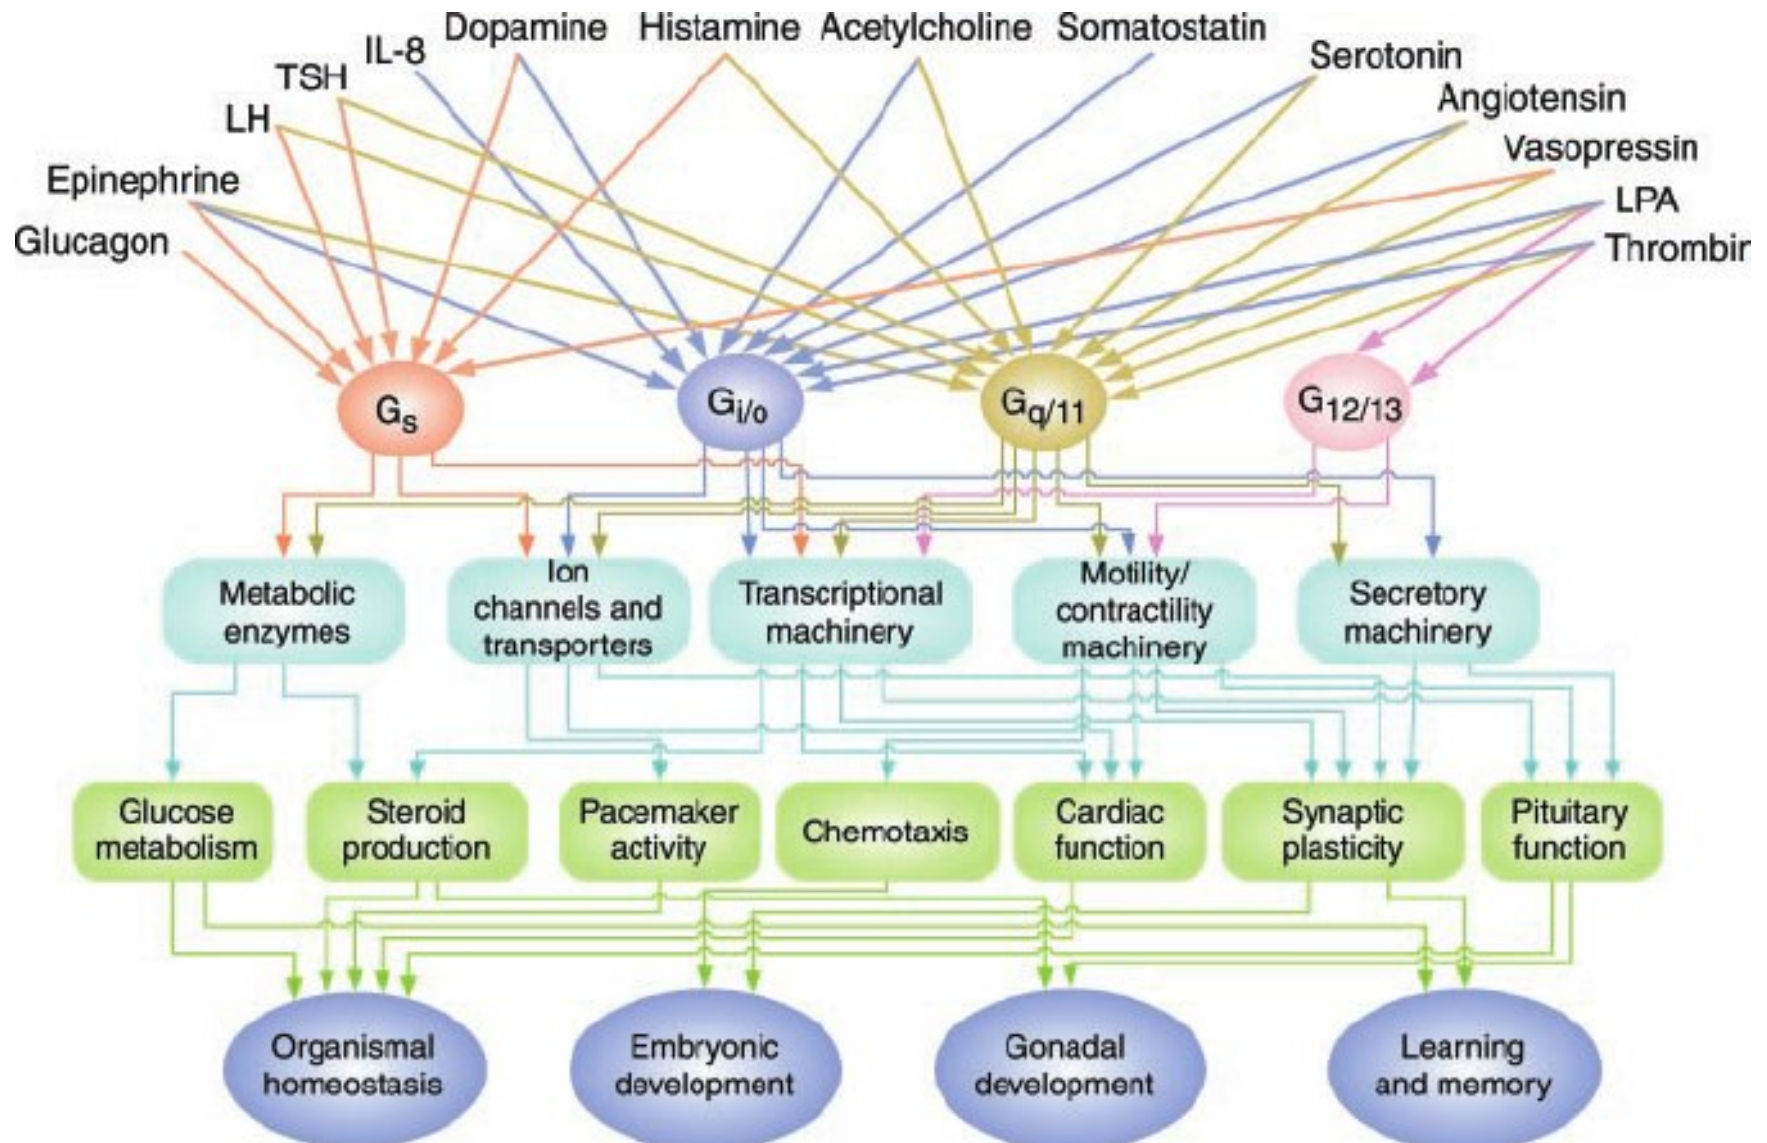 Dopamine
Histamine
Acetylcholine
Somatostatin
IL-8
Serotonin
TSH
Angiotensin
LH
Vasopressin
Epinephrine
LPA
Glucagon
Thrombin
Gs
Gi/o
Gq/11
G12/13
Metabolic
enzymes
Ion
channels and
transporters
Transcriptional
machinery
Motility/
contractility
machinery
Secretory
machinery
Glucose
metabolism
Steroid
production
Pacemaker
activity
Chemotaxis
Cardiac
function
Synaptic
plasticity
Pituitary
function
Organismal
homeostasis
Embryonic
development
Gonadal
development
Learning
and memory